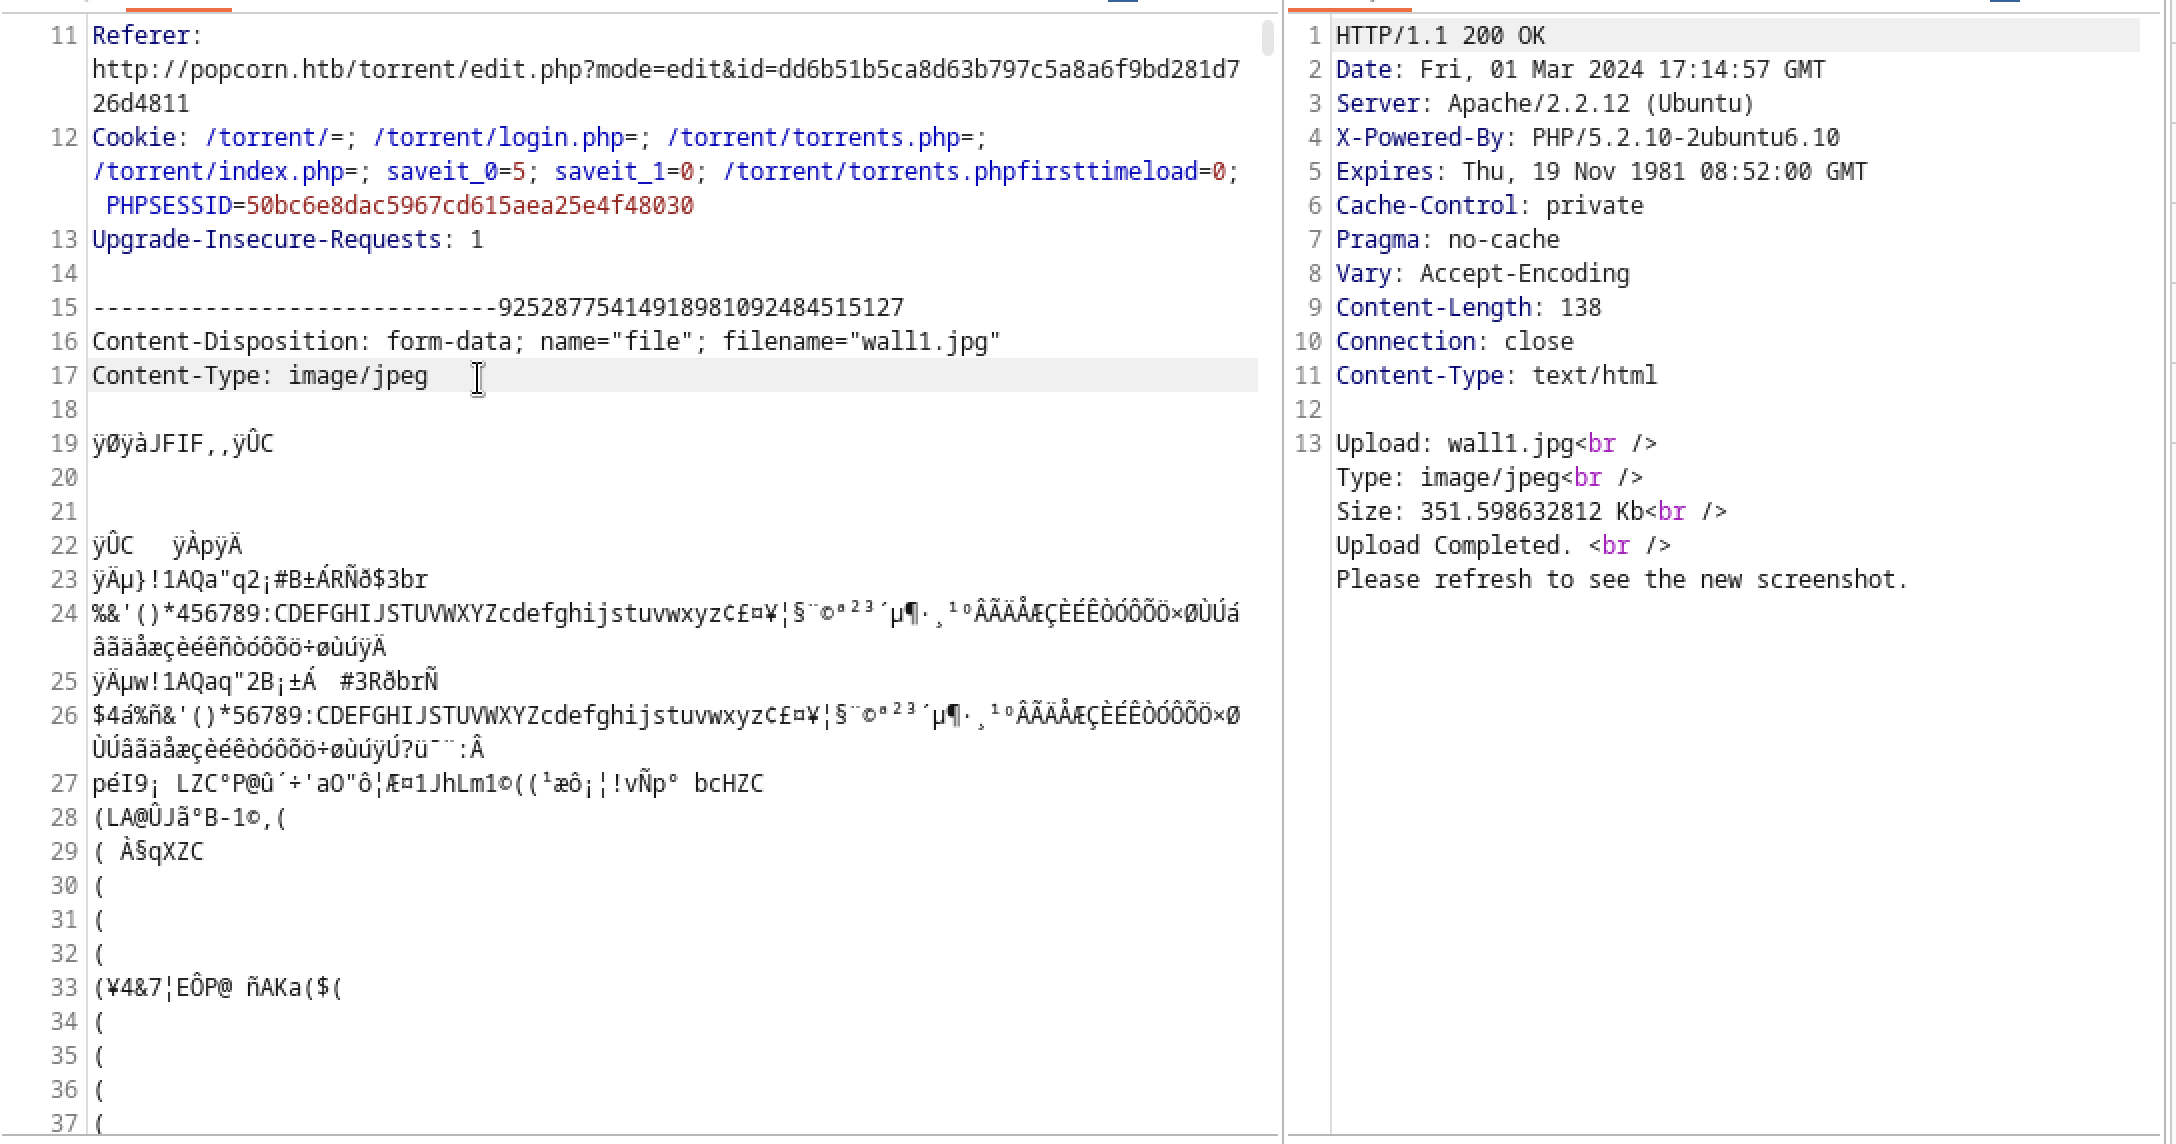 11 Referer:
http://popcorn.htb/torrent/edit.php?mode=edit&id=dd6b51b5ca8d63b797c5a8a6f9bd281d7
26d4811
12 Cookie: /torrent/=; /torrent/login.php=; /torrent/torrents.php=;
/torrent/index.php=; saveit_0=5; saveit_1=0; /torrent/torrents.phpfirsttimeload=0;
PHPSESSID=50bc6e8dac5967cd615aea25e4f48030
13 Upgrade-Insecure-Requests: 1
14
15 -----------------------------925287754149189810924845​15127
16 Content-Disposition: form-data; name="file"; filename="wall1.jpg"
17 Content-Type: image/jpeg
18
19 ÿØÿàJFIF,,ÿÛC
20
21
22 ÿÛC ÿÀpÿÄ
23 ÿÄµ}!1AQa"q2¡#B±ÁRÑð$3br
24 %&'()*456789:CDEFGHIJSTUVWXYZcdefghijstuvwxyz¢£¤¥¦§¨©ª²³´µ¶·¸¹ºÂÃÄÅÆÇÈÉÊÒÓÔÕÖ×ØÙÚá
âãäåæçèéêñòóôõö÷øùúÿÄ
25 ÿÄµw!1AQaq"2B¡±Á #3RðbrÑ
26 $4á%ñ&'()*56789:CDEFGHIJSTUVWXYZcdefghijstuvwxyz¢£¤¥¦§¨©ª²³´µ¶·¸¹ºÂÃÄÅÆÇÈÉÊÒÓÔÕÖ×Ø
ÙÚâãäåæçèéêòóôõö÷øùúÿÚ?ü¯¨:Â
27 péI9¡ LZC°P@û´÷'aO"ô¦Æ¤1JhLm1©((¹æô¡¦!vÑp° bcHZC
28 (LA@ÛJã°B-1©,(
29 ( À§qXZC
30 (
31 (
32 (
33 (¥4&7¦EÔP@ ñAKa($(
34 (
35 (
36 (
37 (
1 HTTP/1.1 200 OK
2 Date: Fri, 01 Mar 2024 17:14:57 GMT
3 Server: Apache/2.2.12 (Ubuntu)
4 X-Powered-By: PHP/5.2.10-2ubuntu6.10
5 Expires: Thu, 19 Nov 1981 08:52:00 GMT
6 Cache-Control: private
7 Pragma: no-cache
8 Vary: Accept-Encoding
9 Content-Length: 138
10 Connection: close
11 Content-Type: text/html
12
13 Upload: wall1.jpg<br />
Type: image/jpeg<br />
Size: 351.598632812 Kb<br />
Upload Completed. <br />
Please refresh to see the new screenshot.